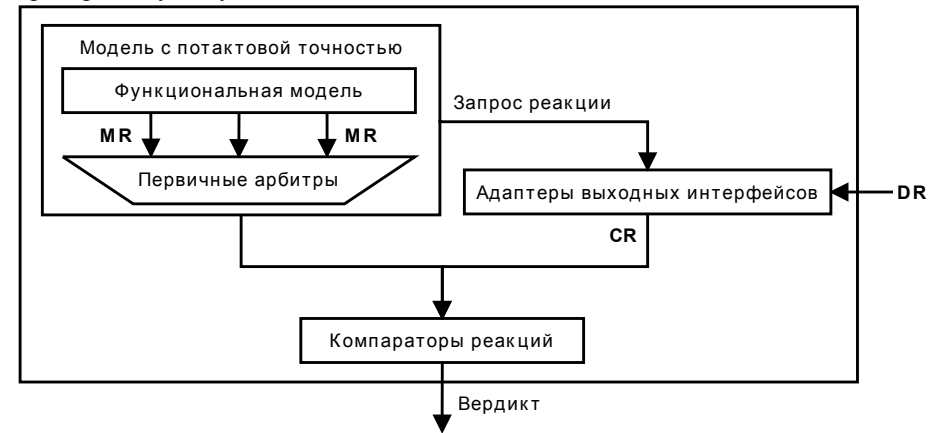 Модель с потактовой точностью
Функциональная модель
Запрос реакции
MR MR
Первичные арбитры
Адаптеры выходных интерфейсов
DR
CR
Компараторы реакций
Вердикт